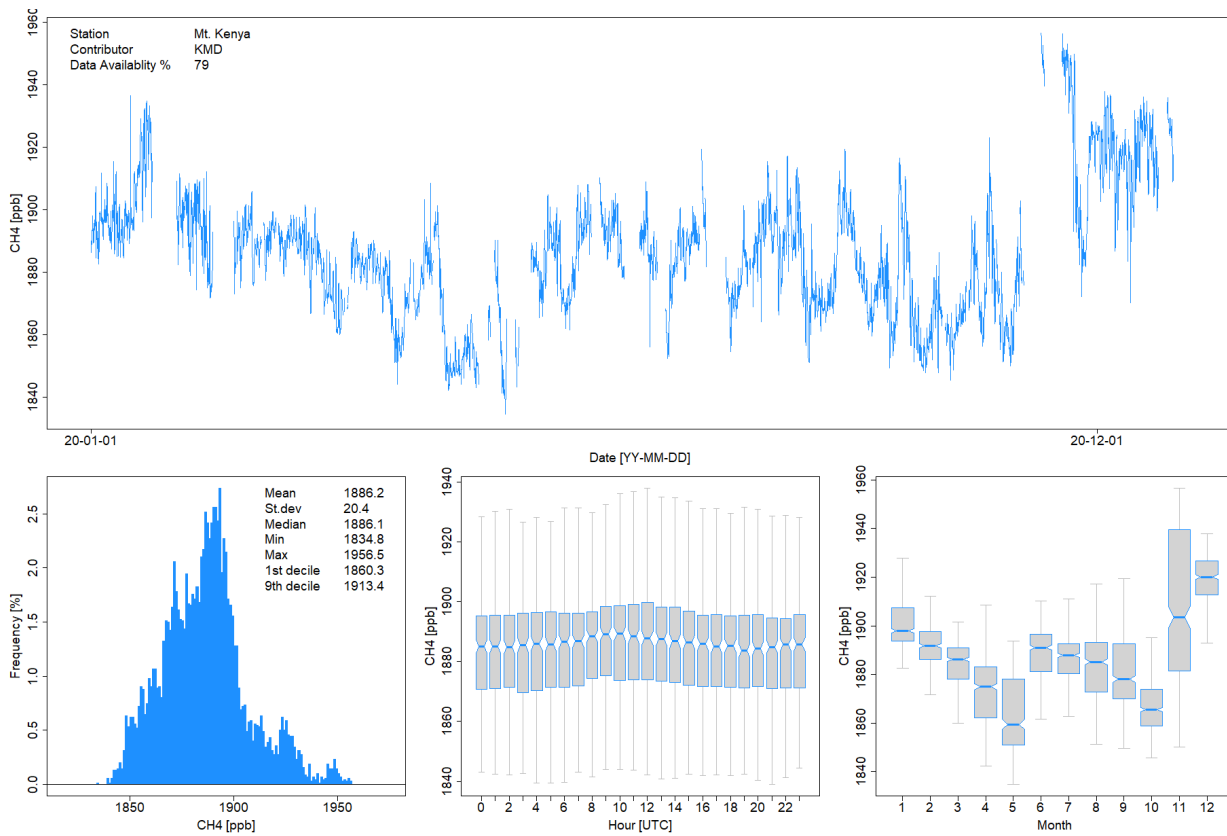 Station Mt. Kenya
Contributor KMD
Data Availablity % 79
CH4 [ppb]
1960
1940
1920
1900
1880
1860
1840
20-01-01 20-12-01
Date [YY-MM-DD]
Mean 1886.2
St.dev 20.4
Median 1886.1
Min 1834.8
Max 1956.5
1st decile 1860.3
9th decile 1913.4
Frequency [%]
2.5
2.0
1.5
1.0
0.5
0.0
1850 1900 1950
CH4 [ppb]
CH4 [ppb]
1940
1920
1900
1880
1860
1840
0 2 4 6 8 10 12 14 16 18 20 22
Hour [UTC]
CH4 [ppb]
1960
1940
1920
1900
1880
1860
1840
1 2 3 4 5 6 7 8 9 10 11 12
Month